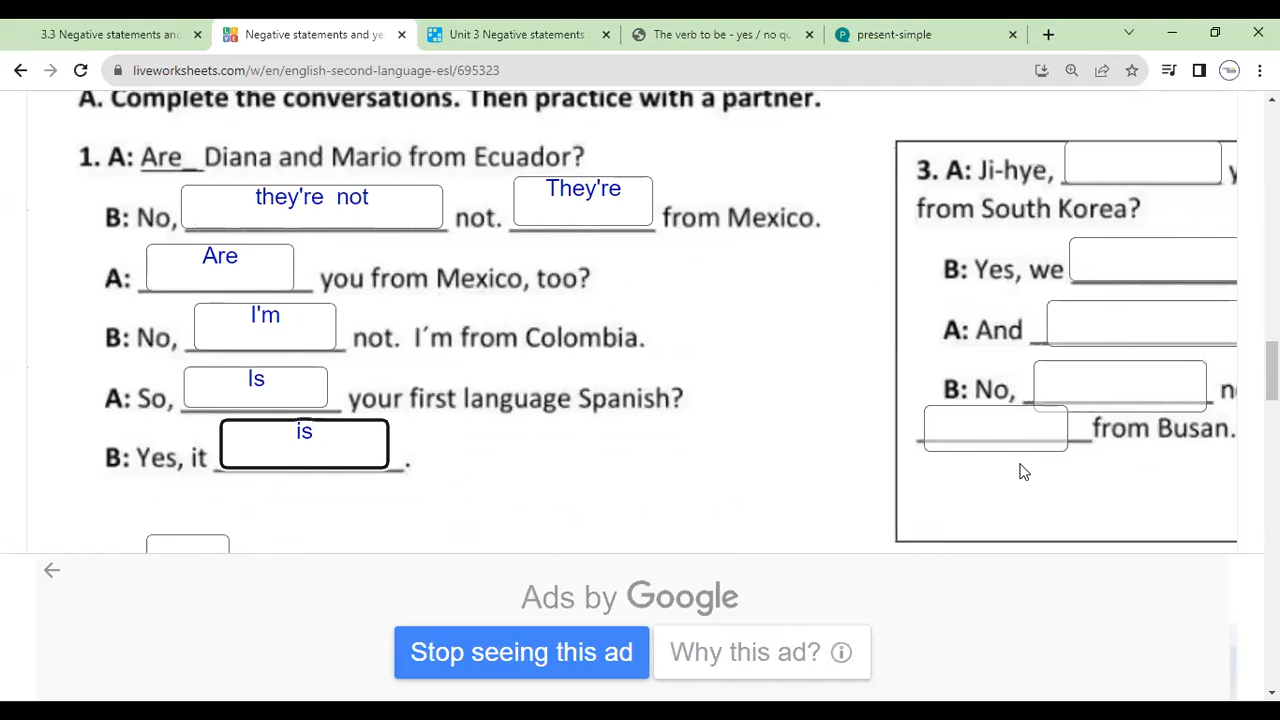 3.3 Negative statements and
Negative statements and ye
Unit 3 Negative statements
The verb to be - yes / no qu
present-simple
liveworksheets.com/w/en/english-second-language-esl/695323
A. Complete the conversations. Then practice with a partner.
1. A: Are_ Diana and Mario from Ecuador?
B: No, they're not not. They're from Mexico.
A: Are you from Mexico, too?
B: No, I'm not. I´m from Colombia.
A: So, Is your first language Spanish?
B: Yes, it is.
3. A: Ji-hye,
from South Korea?
B: Yes, we
A: And
B: No,
from Busan.
Ads by Google
Stop seeing this ad
Why this ad?